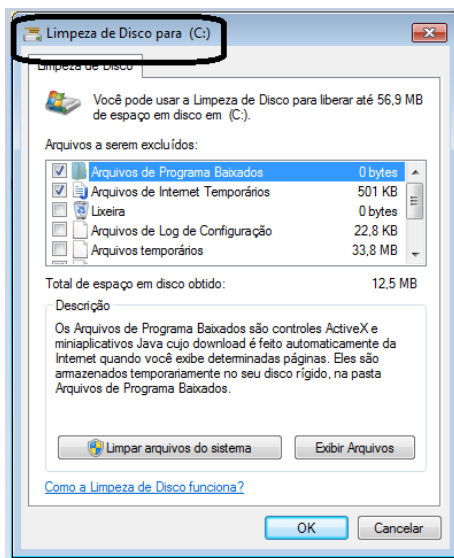 Limpeza de Disco para (C:)
Limpeza de Disco
Você pode usar a Limpeza de Disco para liberar até 56,9 MB
de espaço em disco em (C:).
Arquivos a serem excluídos:
Arquivos de Programa Baixados 0 bytes
Arquivos de Internet Temporários 501 KB
Lixeira 0 bytes
Arquivos de Log de Configuração 22,8 KB
Arquivos temporários 33,8 MB
Total de espaço em disco obtido: 12,5 MB
Descrição
Os Arquivos de Programa Baixados são controles ActiveX e
miniaplicativos Java cujo download é feito automaticamente da
Internet quando você exibe determinadas páginas. Eles são
armazenados temporariamente no seu disco rígido, na pasta
Arquivos de Programa Baixados.
Limpar arquivos do sistema Exibir Arquivos
Como a Limpeza de Disco funciona?
OK Cancelar